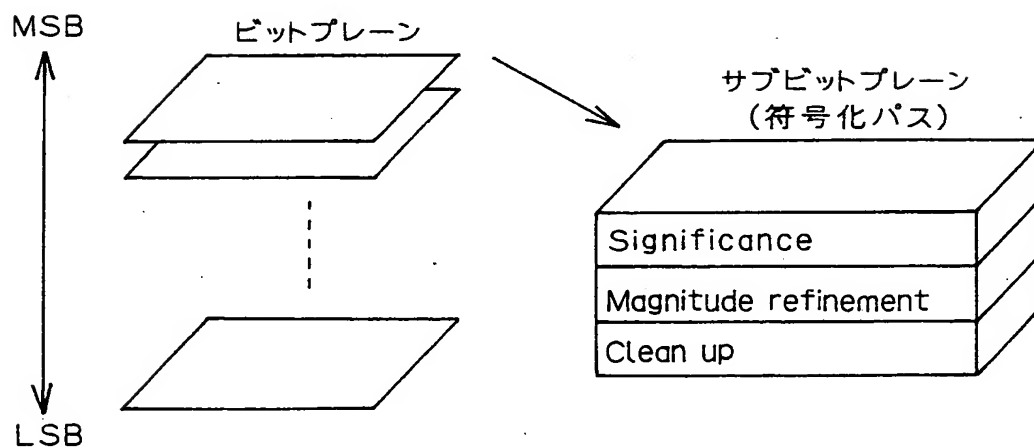 MSB
ビットプレーン
サブビットプレーン
(符号化パス)
Significance
Magnitude refinement
Clean up
LSB